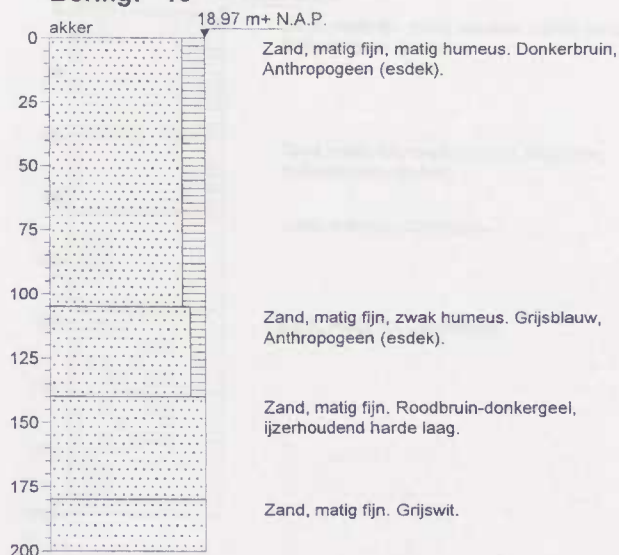 akker
18.97 m+ N.A.P.
0
Zand, matig fijn, matig humeus. Donkerbruin,
Anthropogeen (esdek).
25
50
75
100
Zand, matig fijn, zwak humeus. Grijsblauw,
Anthropogeen (esdek).
125
Zand, matig fijn. Roodbruin-donkergeel,
ijzerhoudend harde laag.
150
175
Zand, matig fijn. Grijswit.
200